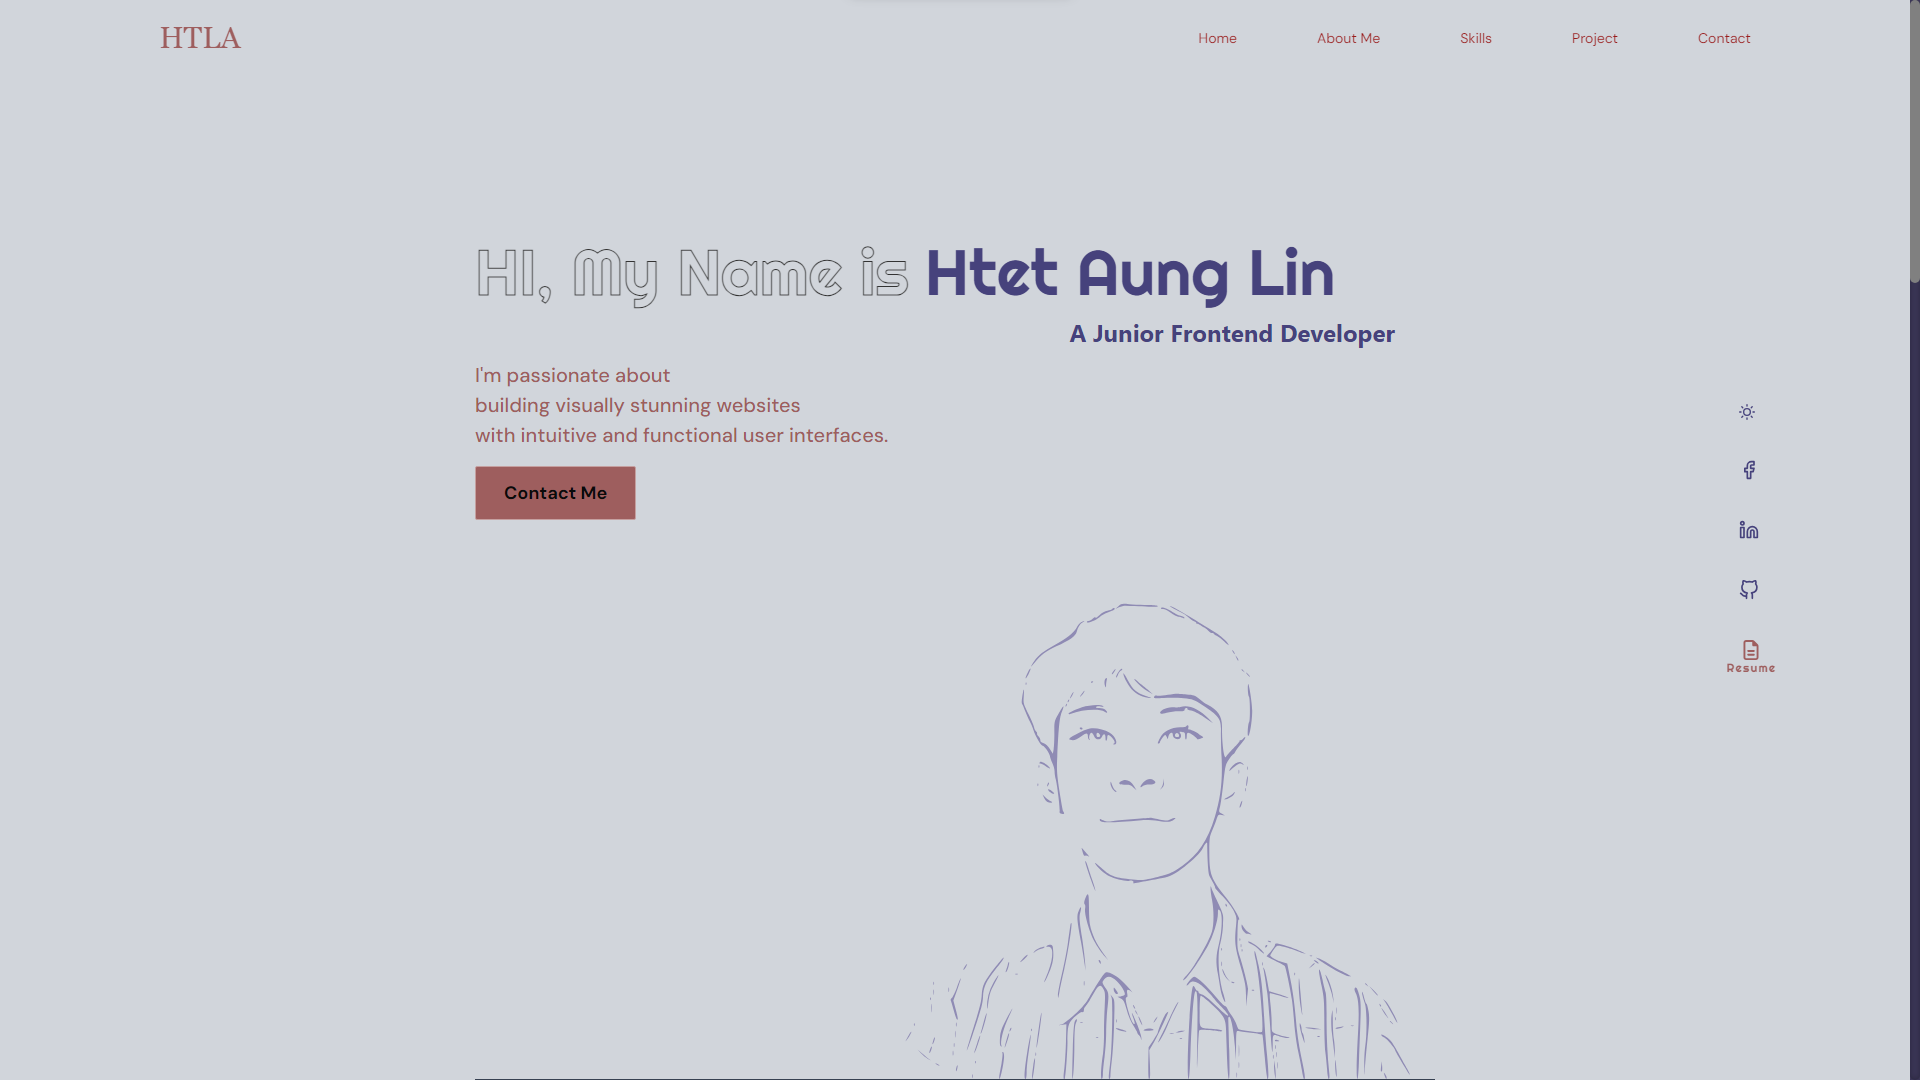 HTLA
Home
About Me
Skills
Project
Contact
HI, My Name is Htet Aung Lin
A Junior Frontend Developer
I'm passionate about
building visually stunning websites
with intuitive and functional user interfaces.
Contact Me
Resume